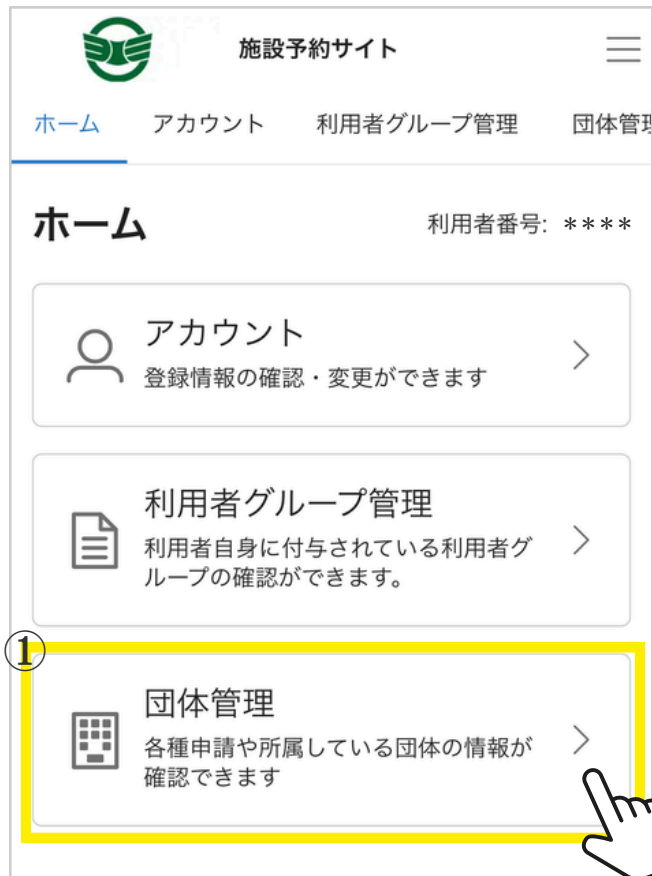 施設予約サイト
ホーム アカウント 利用者グループ管理 団体管理
ホーム 利用者番号: ****
アカウント
登録情報の確認・変更ができます
利用者グループ管理
利用者自身に付与されている利用者グ
ループの確認ができます。
①
団体管理
各種申請や所属している団体の情報が
確認できます